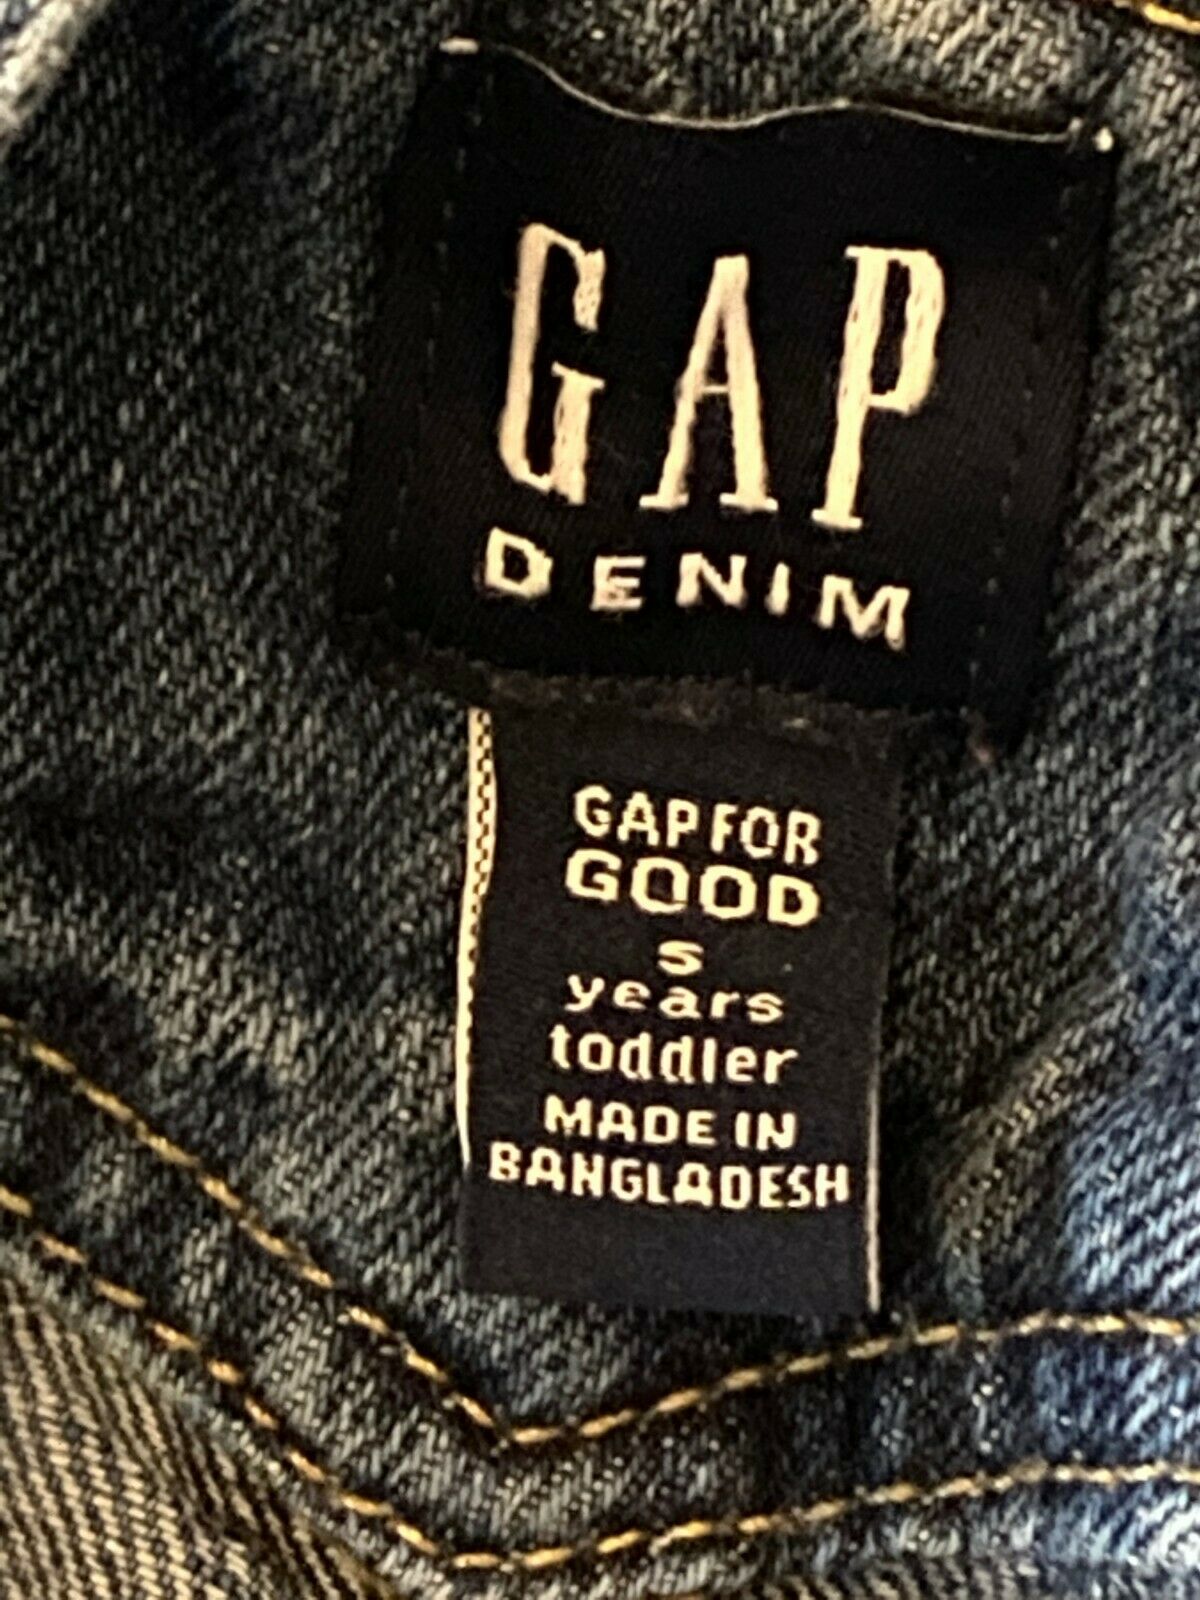 GAP
DENIM
GAP FOR
GOOD
5
years
toddler
MADE IN
BANGLADESH